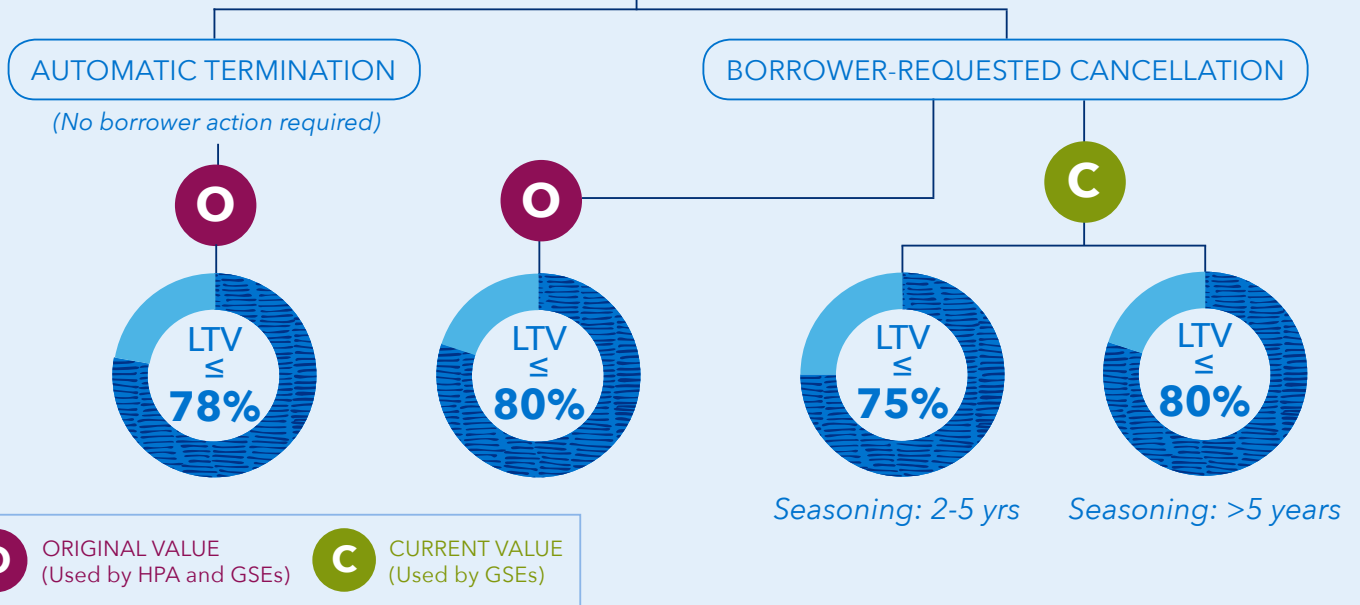 AUTOMATIC TERMINATION
BORROWER-REQUESTED CANCELLATION
(No borrower action required)
O
O
C
LTV
≤
78%
LTV
≤
80%
LTV
≤
75%
LTV
≤
80%
Seasoning: 2-5 yrs
Seasoning: >5 years
O
ORIGINAL VALUE
(Used by HPA and GSEs)
C
CURRENT VALUE
(Used by GSEs)